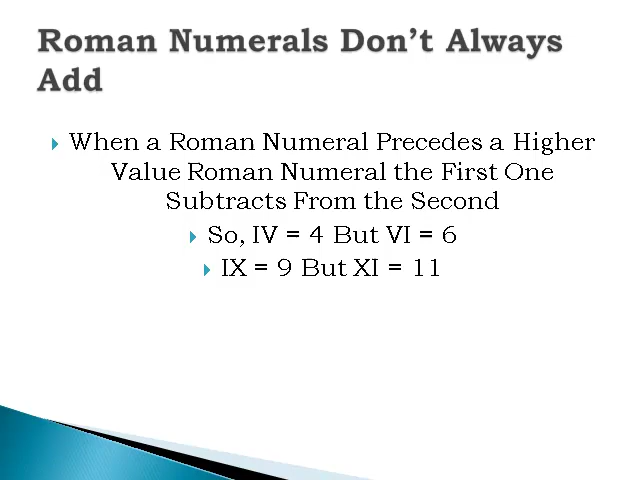 Roman Numerals Don’t Always
Add
When a Roman Numeral Precedes a Higher
Value Roman Numeral the First One
Subtracts From the Second
So, IV = 4 But VI = 6
IX = 9 But XI = 11